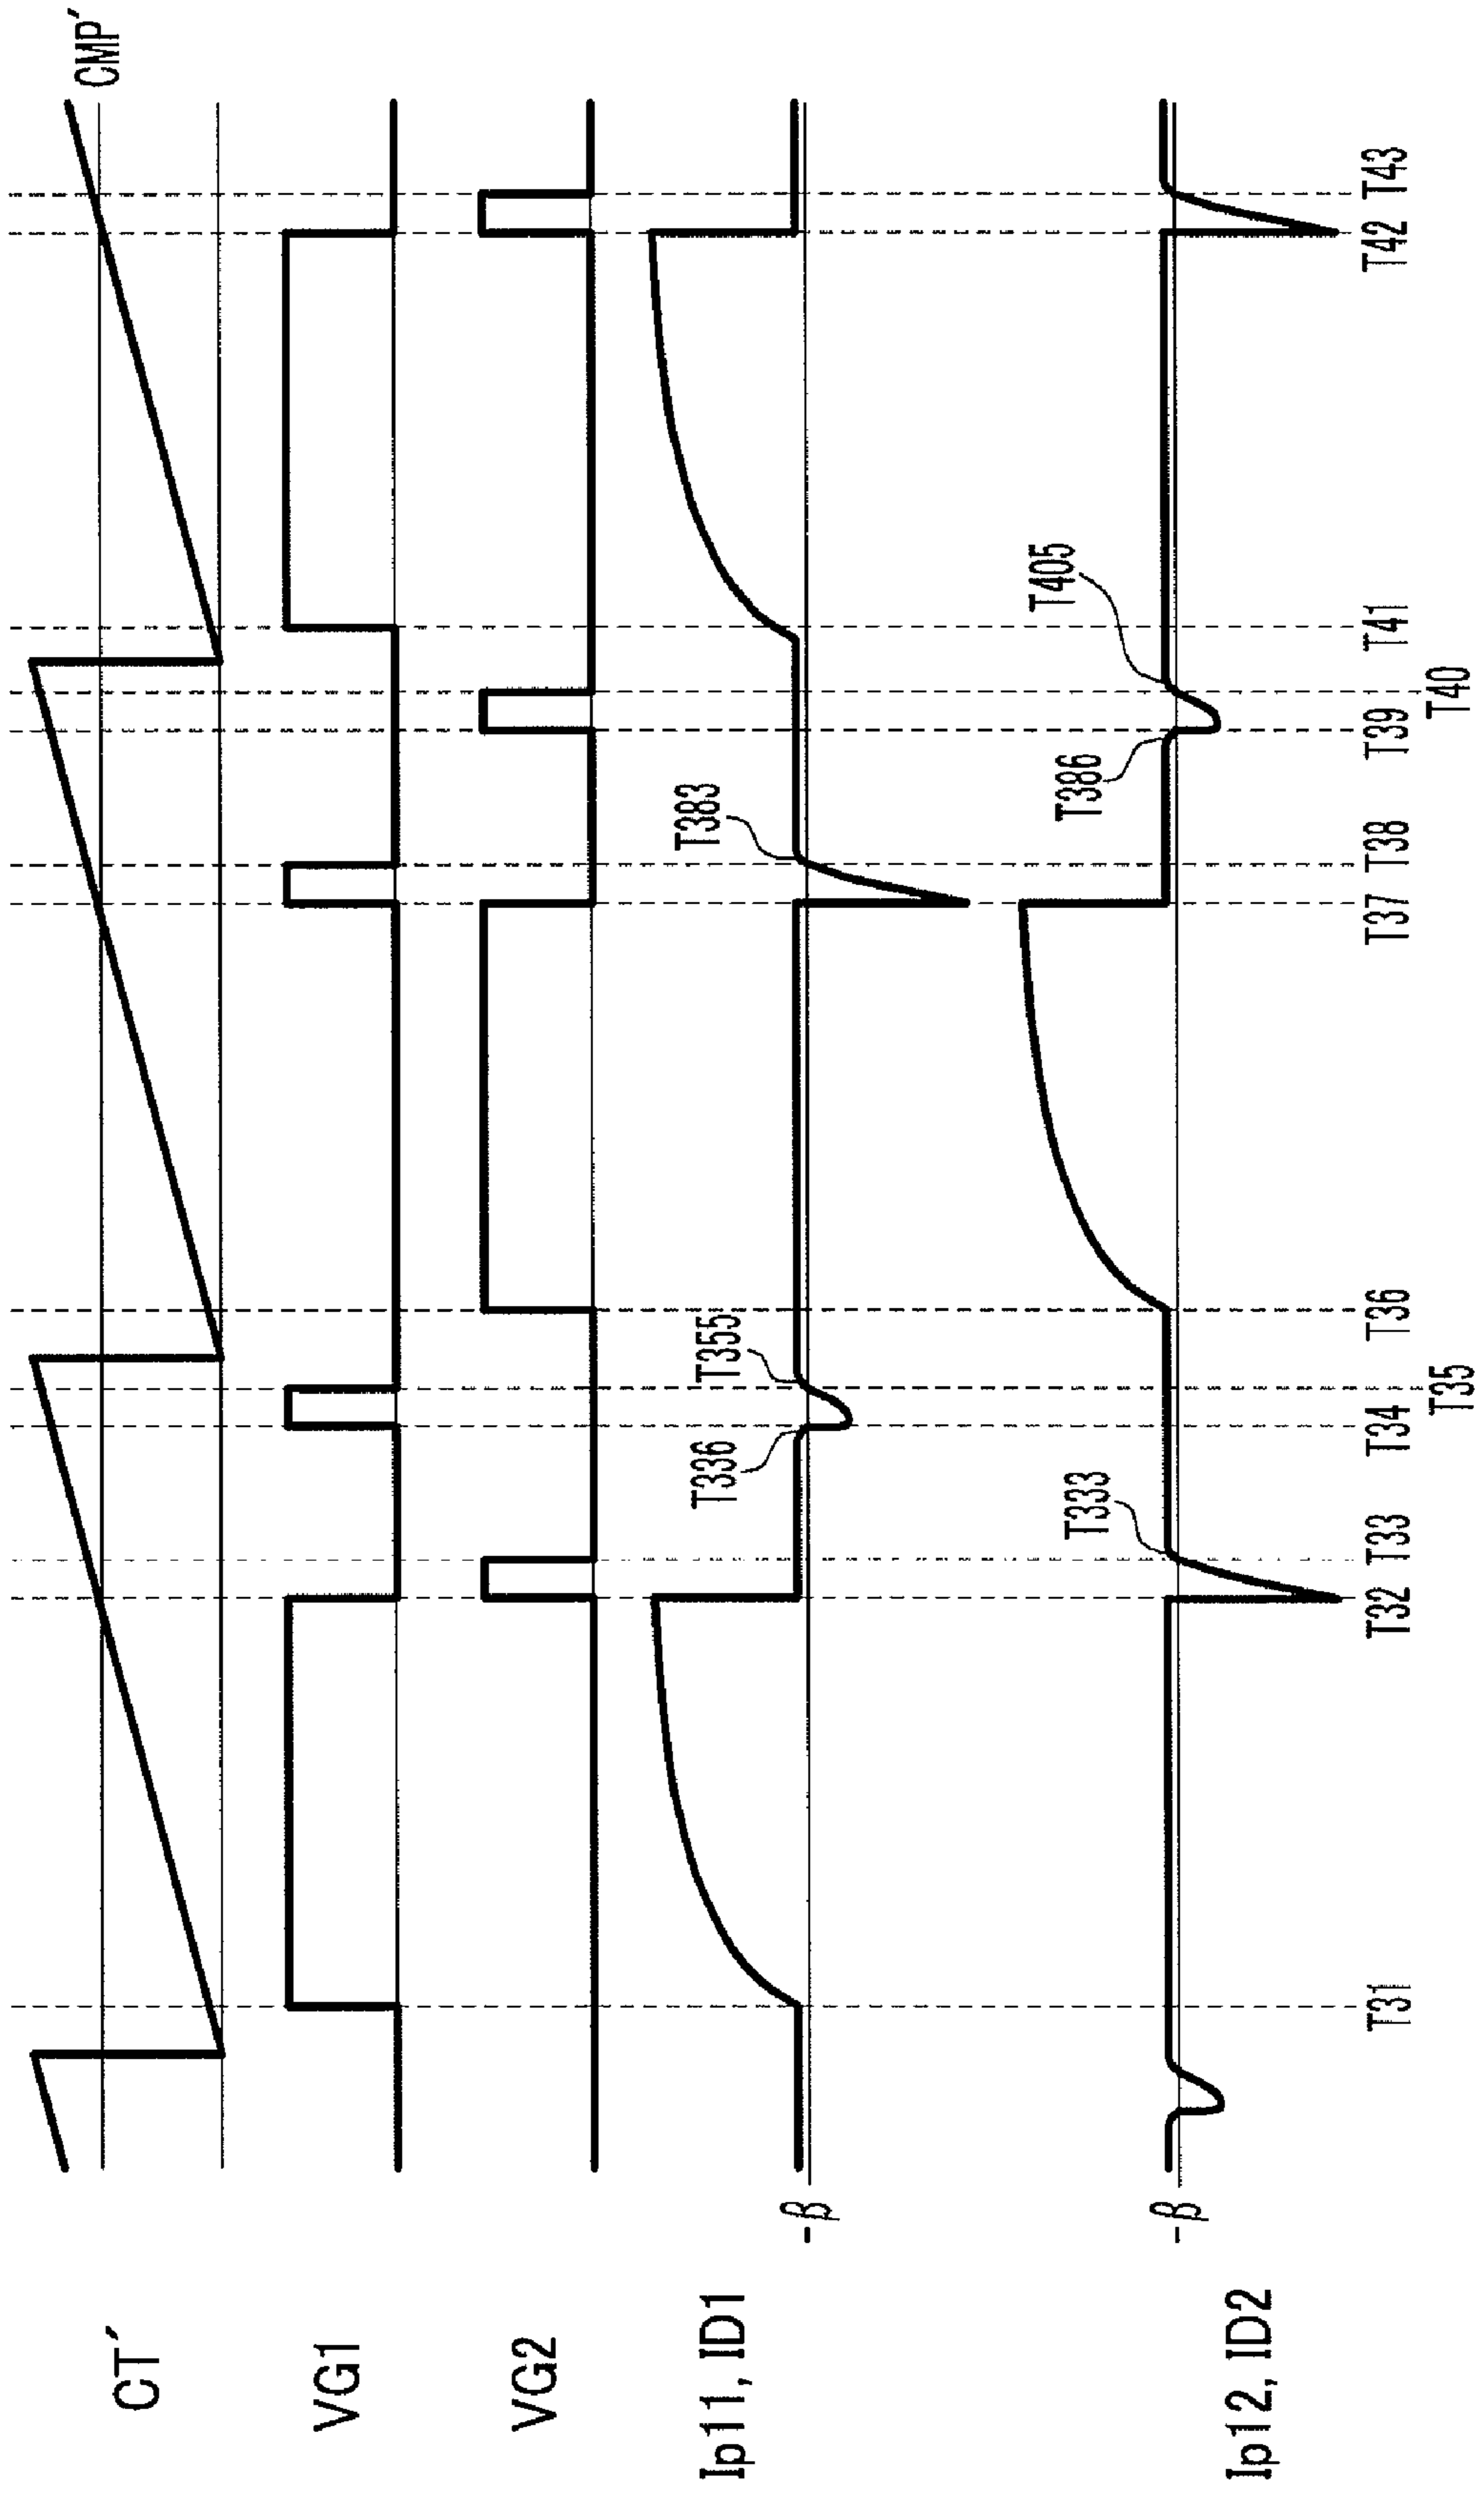 CT´
CMP´
VG1
VG2
Ip11, ID1
-β
T336
T355
T383
Ip12, ID2
-β
T333
T386
T405
T31
T32
T33
T34
T35
T36
T37
T38
T39
T40
T41
T42
T43